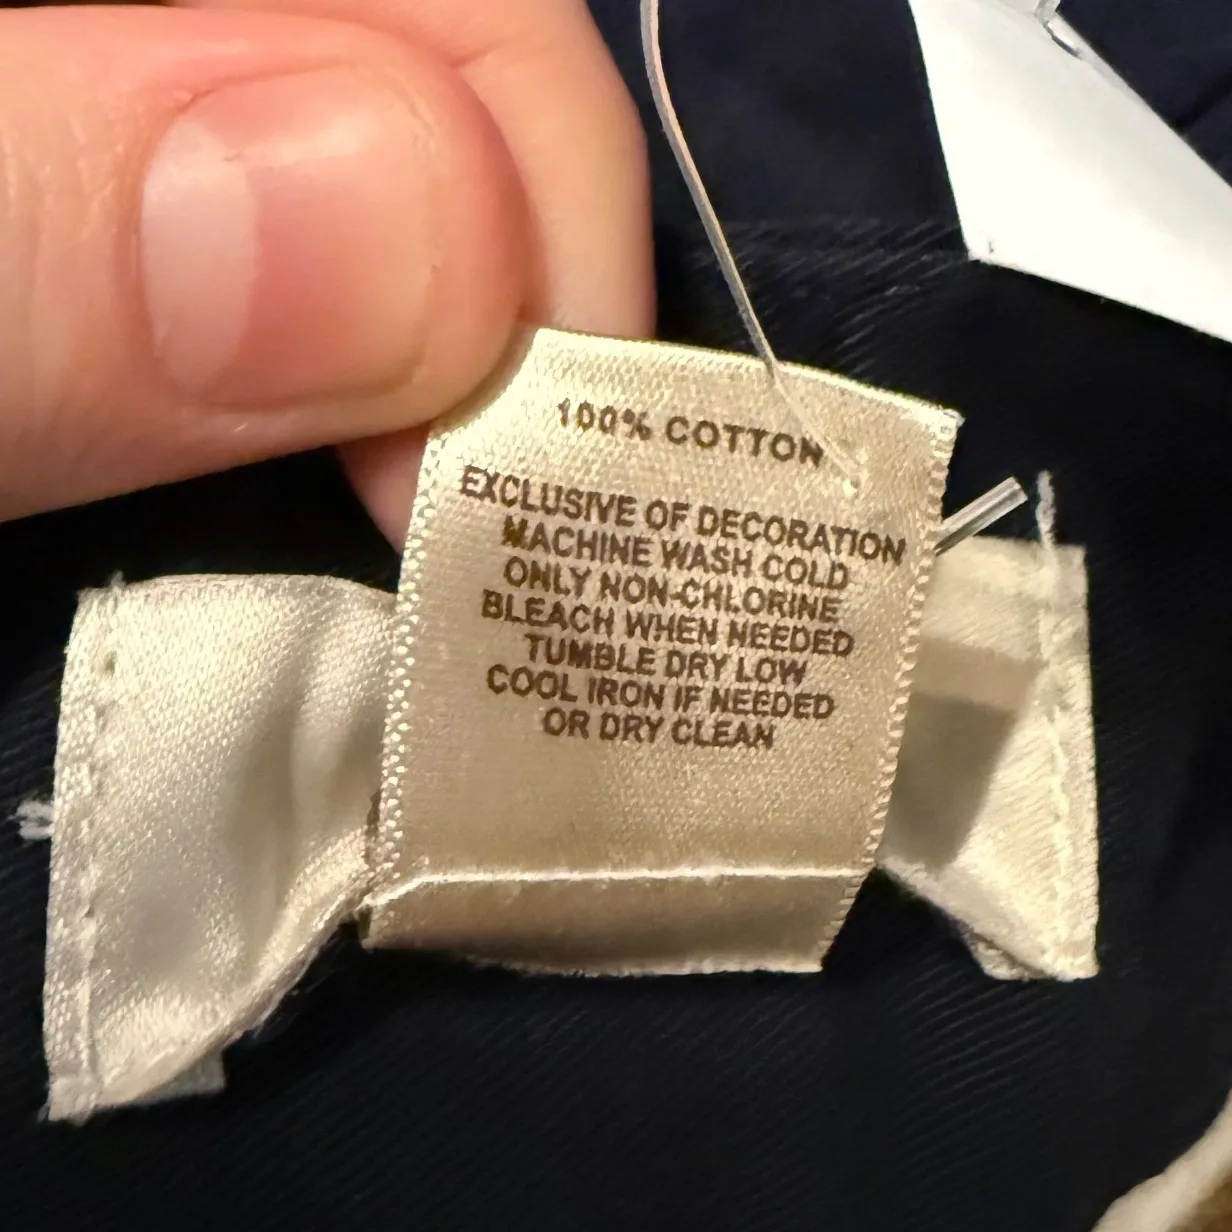 100% COTTON
EXCLUSIVE OF DECORATION
MACHINE WASH COLD
ONLY NON-CHLORINE
BLEACH WHEN NEEDED
TUMBLE DRY LOW
COOL IRON IF NEEDED
OR DRY CLEAN